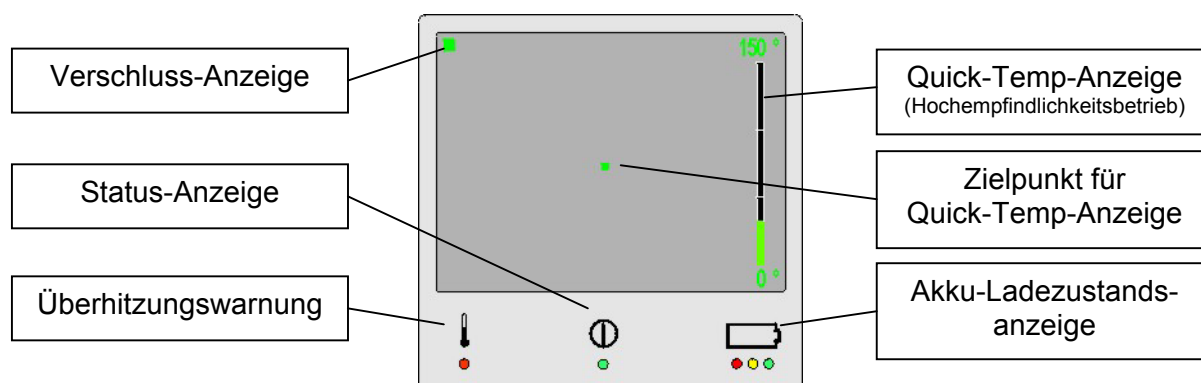 Verschluss-Anzeige
Status-Anzeige
Überhitzungswarnung
150 °
0 °
Quick-Temp-Anzeige
(Hochempfindlichkeitsbetrieb)
Zielpunkt für
Quick-Temp-Anzeige
Akku-Ladezustands-
anzeige